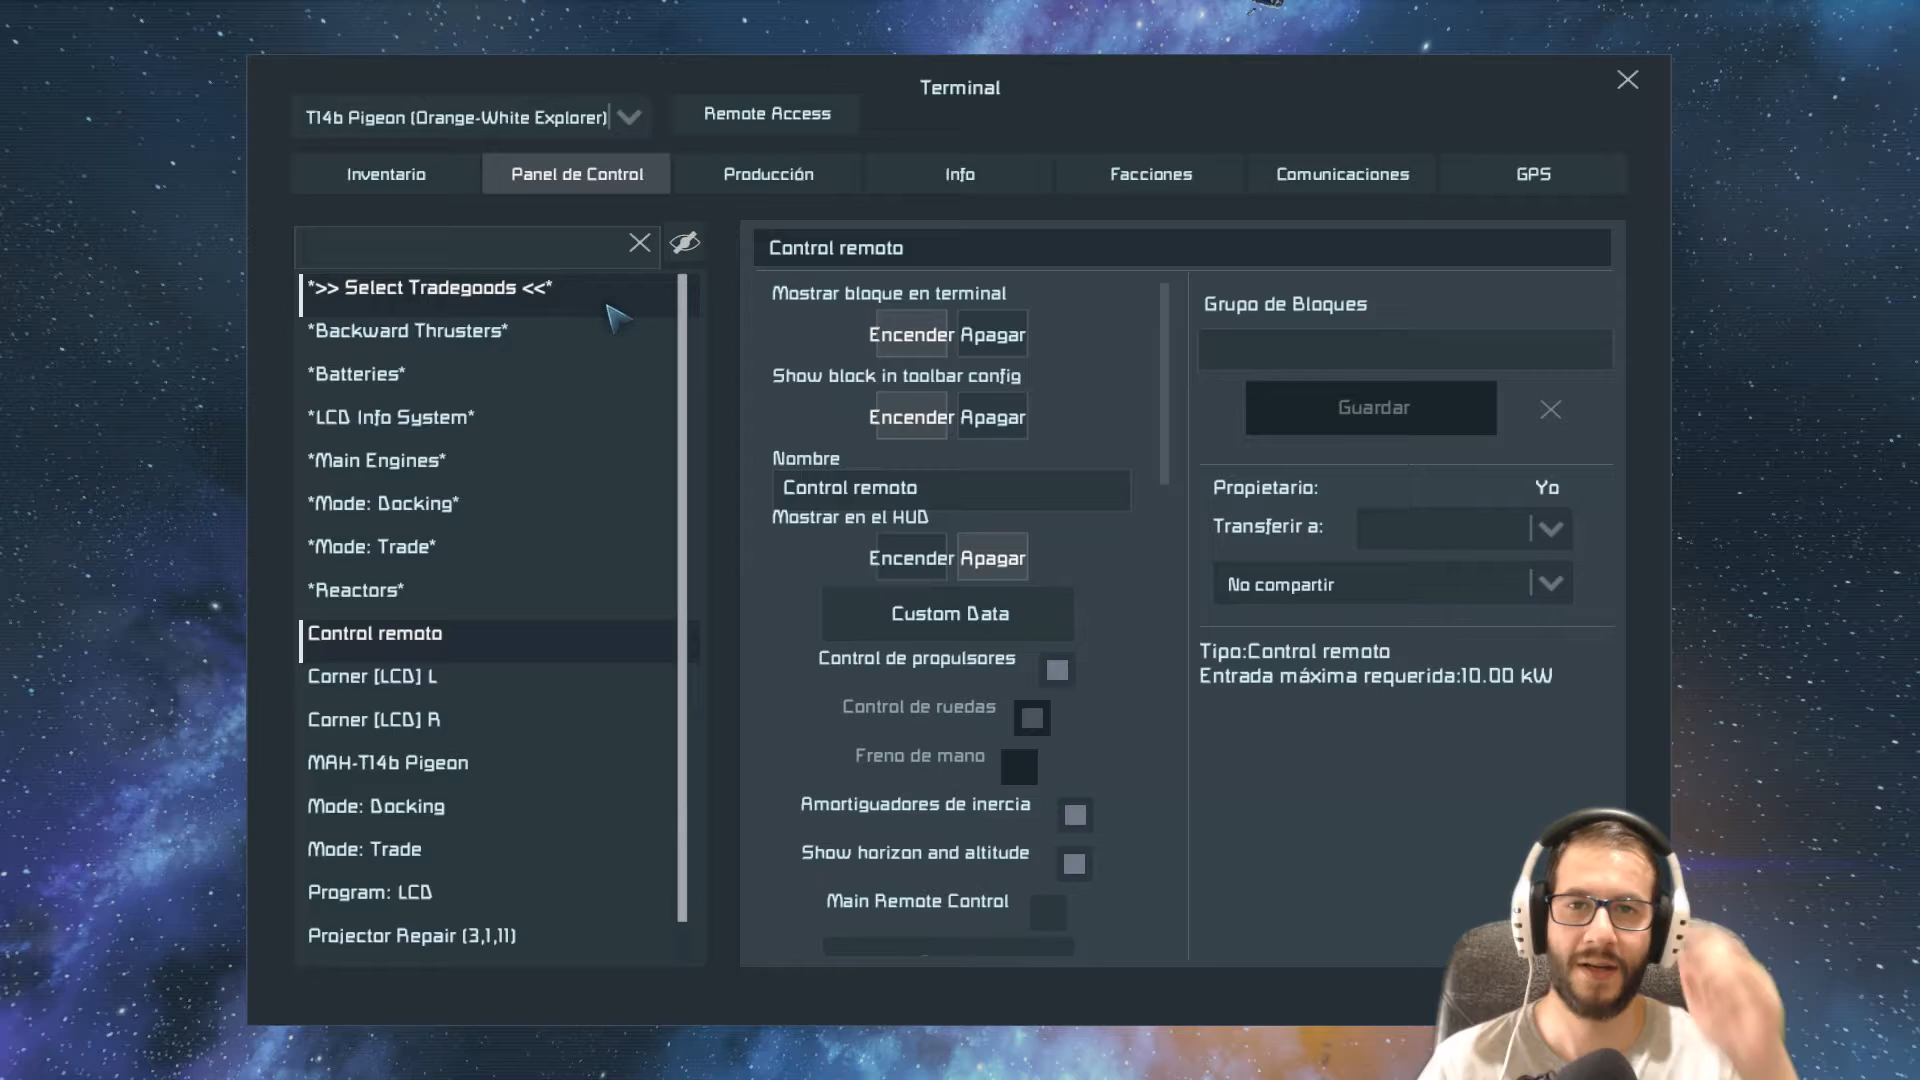 Terminal
T14b Pigeon (Orange-White Explorer)
Remote Access
Inventario
Panel de Control
Producción
Info
Facciones
Comunicaciones
GPS
*>> Select Tradegoods <<*
*Backward Thrusters*
*Batteries*
*LCD Info System*
*Main Engines*
*Mode: Docking*
*Mode: Trade*
*Reactors*
Control remoto
Corner [LCD] L
Corner [LCD] R
MAH-T14b Pigeon
Mode: Docking
Mode: Trade
Program: LCD
Projector Repair (3,1,11)
Control remoto
Mostrar bloque en terminal
Encender Apagar
Show block in toolbar config
Encender Apagar
Nombre
Control remoto
Mostrar en el HUD
Encender Apagar
Custom Data
Control de propulsores
Control de ruedas
Freno de mano
Amortiguadores de inercia
Show horizon and altitude
Main Remote Control
Grupo de Bloques
Guardar
Propietario: Yo
Transferir a:
No compartir
Tipo:Control remoto
Entrada máxima requerida:10.00 kW